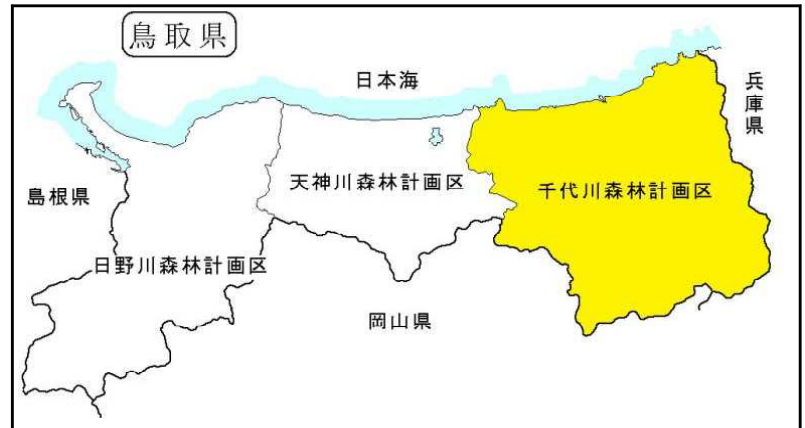 鳥取県
日本海
兵庫県
島根県
天神川森林計画区
千代川森林計画区
日野川森林計画区
岡山県